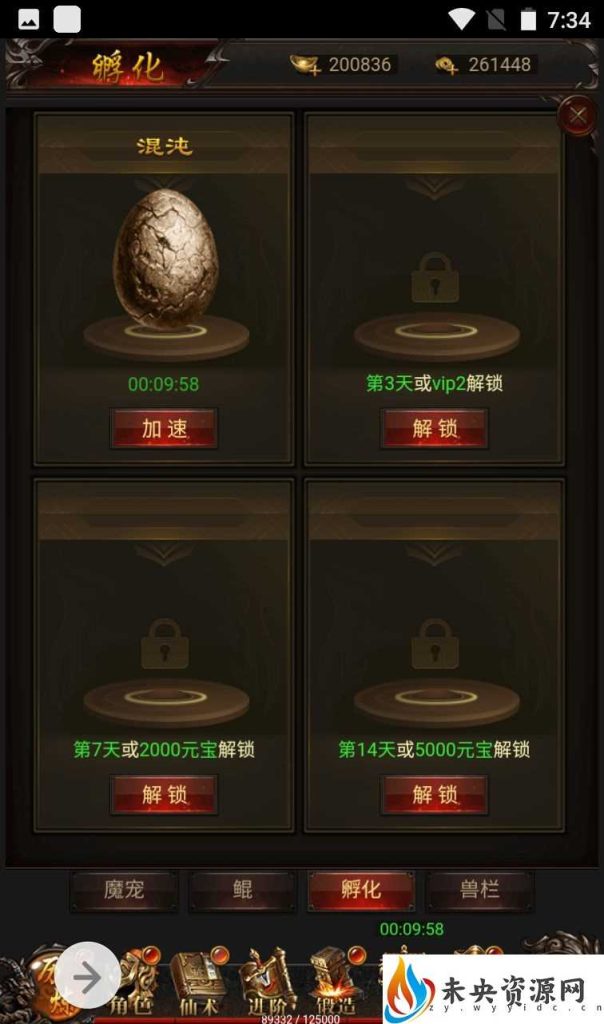 7:34
孵化
200836
261448
混沌
00:09:58
加速
第3天或vip2解锁
解锁
第7天或2000元宝解锁
解锁
第14天或5000元宝解锁
解锁
魔宠
鲲
孵化
兽栏
00:09:58
角色
仙术
进阶
锻造
89332 / 125000
未央资源网
zy.wyyidc.cn